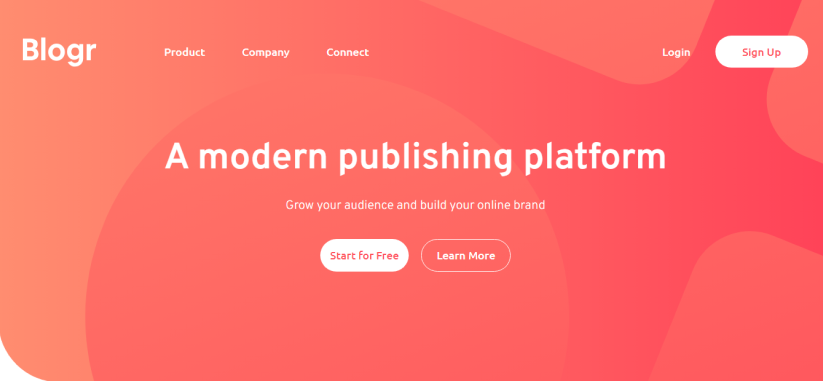 Blogr Product Company Connect Login Sign Up
A modern publishing platform
Grow your audience and build your online brand
Start for Free Learn More